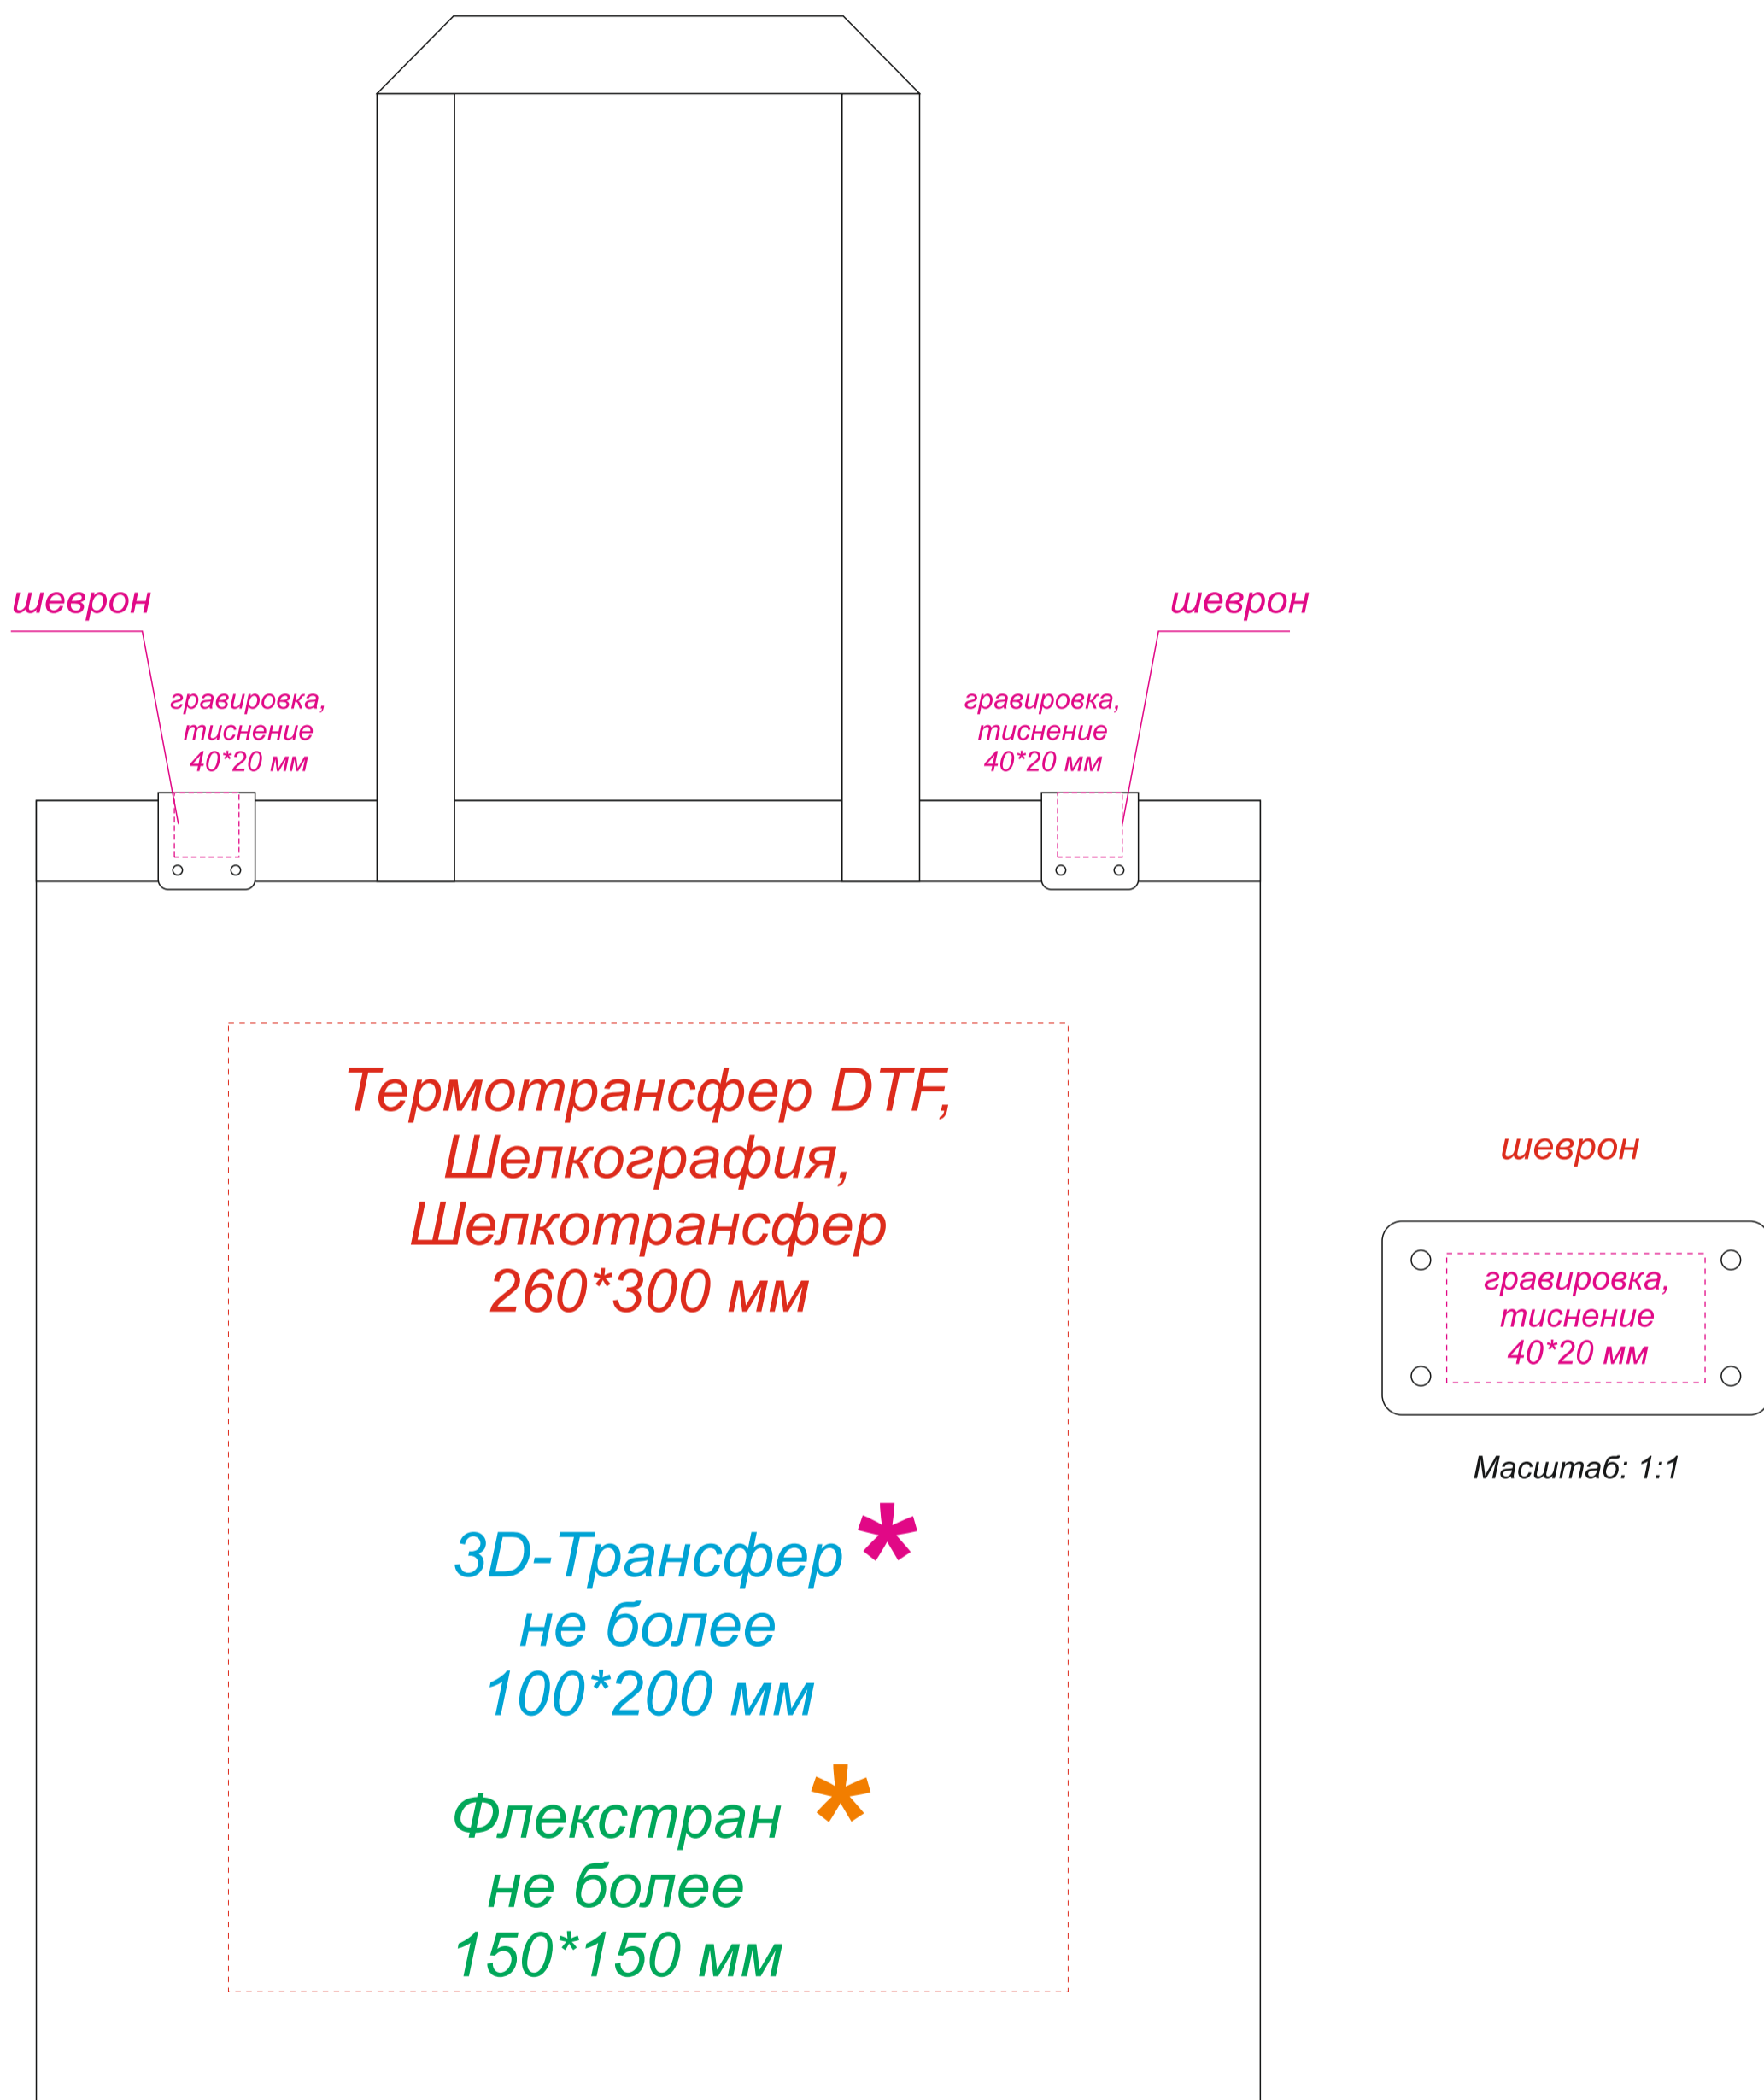 шеврон
шеврон
гравировка,
тиснение
40*20 мм
гравировка,
тиснение
40*20 мм
Термотрансфер DTF,
Шелкография,
Шелкотрансфер
260*300 мм
шеврон
гравировка,
тиснение
40*20 мм
Масштаб: 1:1
3D-Трансфер*
не более
100*200 мм
Флекстран *
не более
150*150 мм